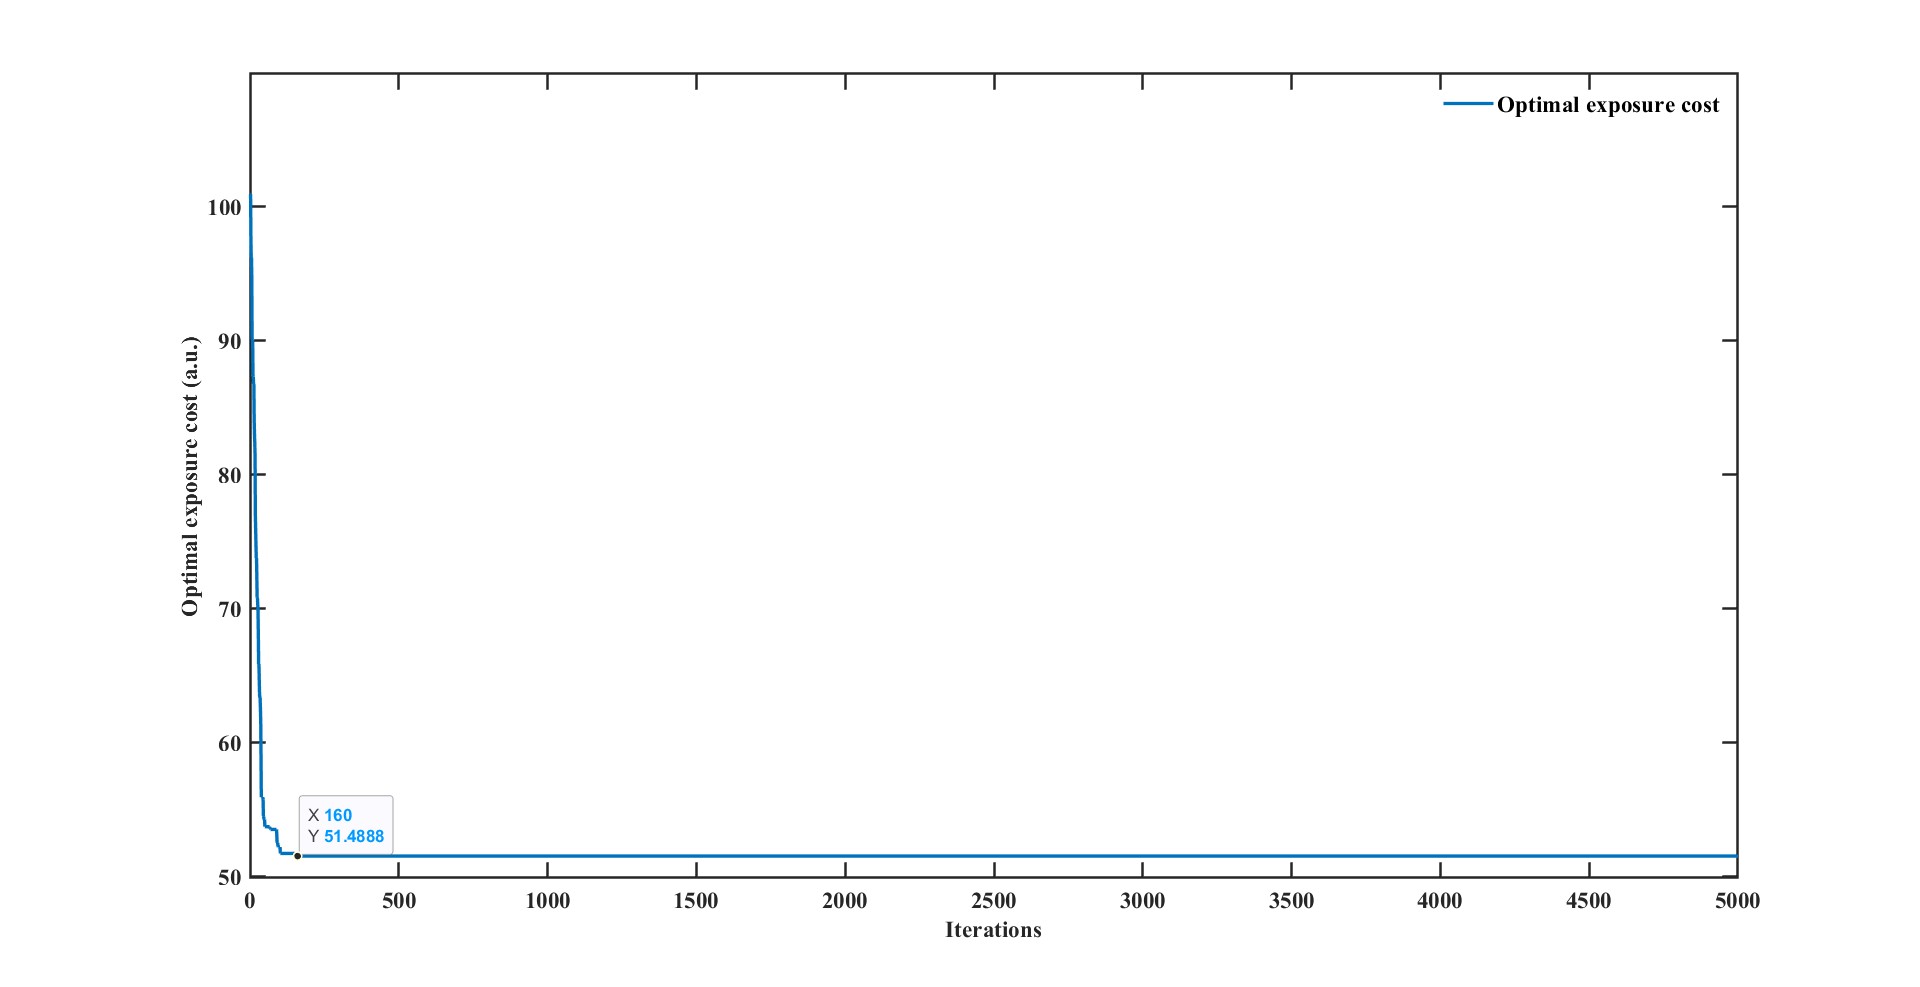 Optimal exposure cost
100
90
80
70
60
50
Optimal exposure cost (a.u.)
X 160
Y 51.4888
0 500 1000 1500 2000 2500 3000 3500 4000 4500 5000
Iterations